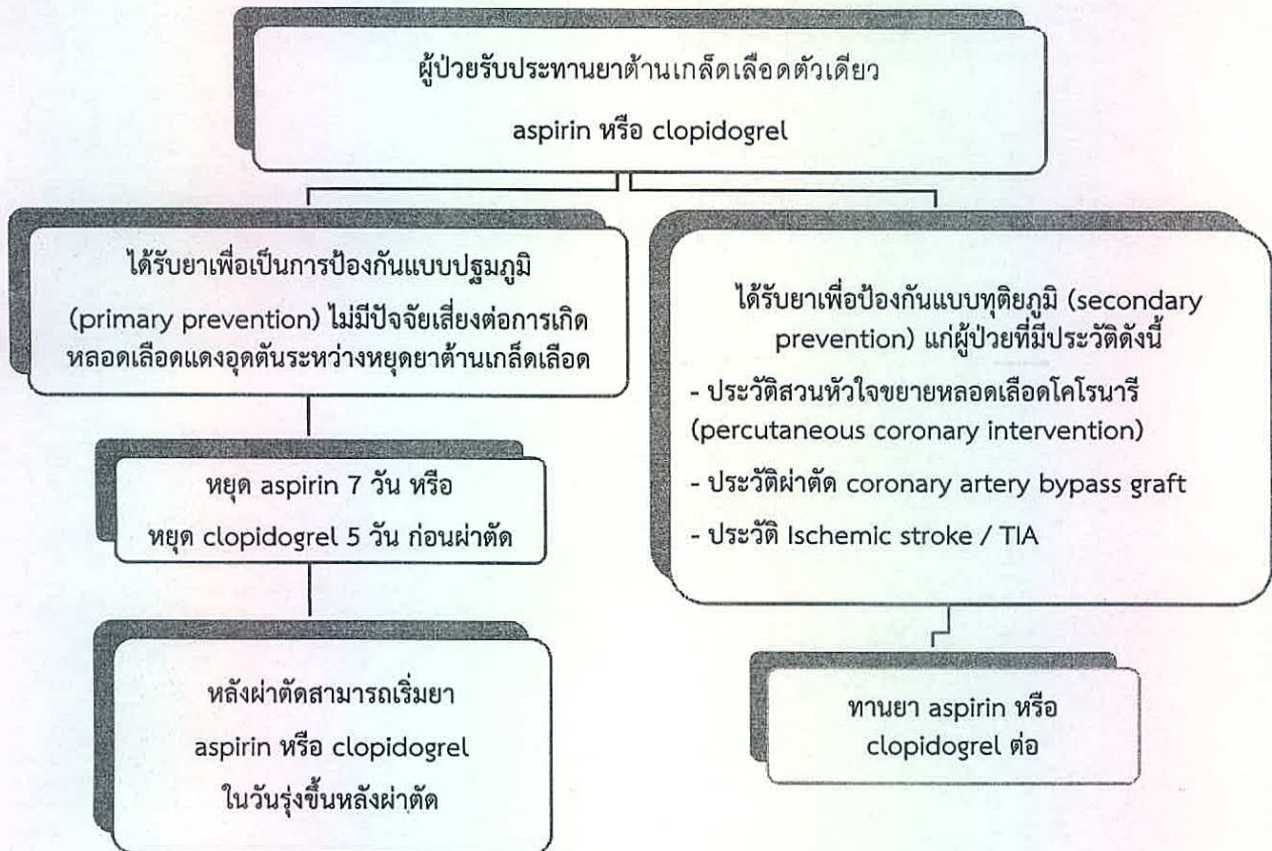 ผู้ป่วยรับประทานยาต้านเกล็ดเลือดตัวเดียว
aspirin หรือ clopidogrel
ได้รับยาเพื่อเป็นการป้องกันแบบปฐมภูมิ
(primary prevention) ไม่มีปัจจัยเสี่ยงต่อการเกิด
หลอดเลือดแดงอุดตันระหว่างหยุดยาต้านเกล็ดเลือด
หยุด aspirin 7 วัน หรือ
หยุด clopidogrel 5 วัน ก่อนผ่าตัด
หลังผ่าตัดสามารถเริ่มยา
aspirin หรือ clopidogrel
ในวันรุ่งขึ้นหลังผ่าตัด
ได้รับยาเพื่อป้องกันแบบทุติยภูมิ (secondary
prevention) แก่ผู้ป่วยที่มีประวัติดังนี้
- ประวัติสวนหัวใจขยายหลอดเลือดโคโรนารี
(percutaneous coronary intervention)
- ประวัติผ่าตัด coronary artery bypass graft
- ประวัติ Ischemic stroke / TIA
ทานยา aspirin หรือ
clopidogrel ต่อ